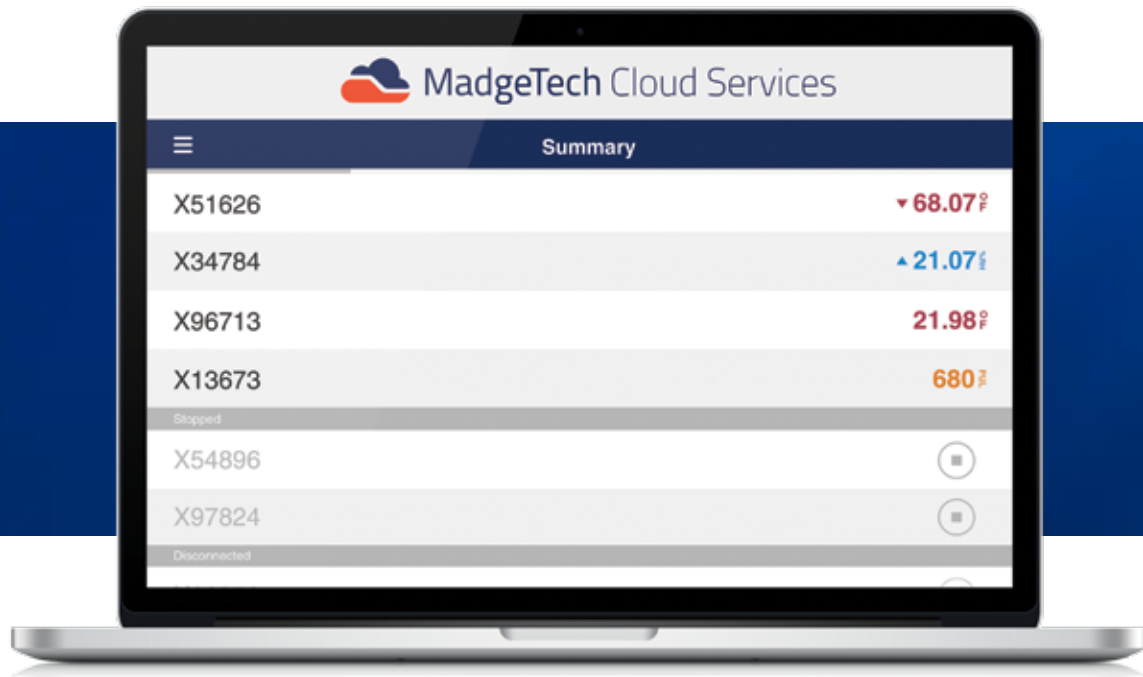 MadgeTech Cloud Services
Summary
X51626 68.07°F
X34784 21.07
X96713 21.98°F
X13673 680
Stopped
X54896
X97824
Disconnected